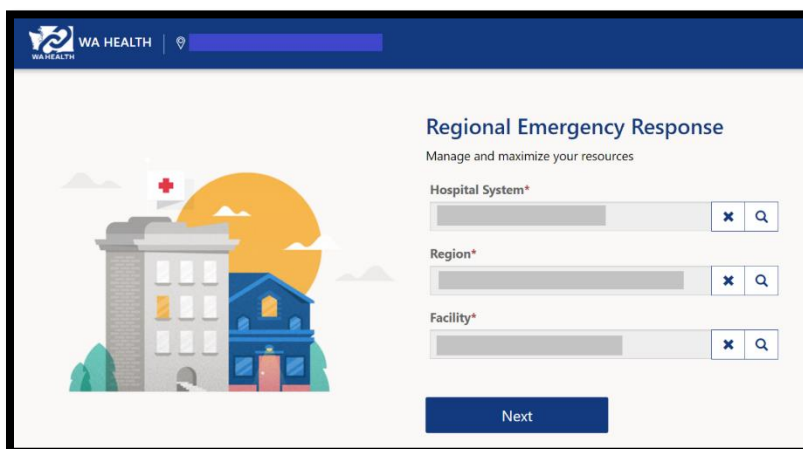 WA HEALTH
WA HEALTH
Regional Emergency Response
Manage and maximize your resources
Hospital System*
Region*
Facility*
Next